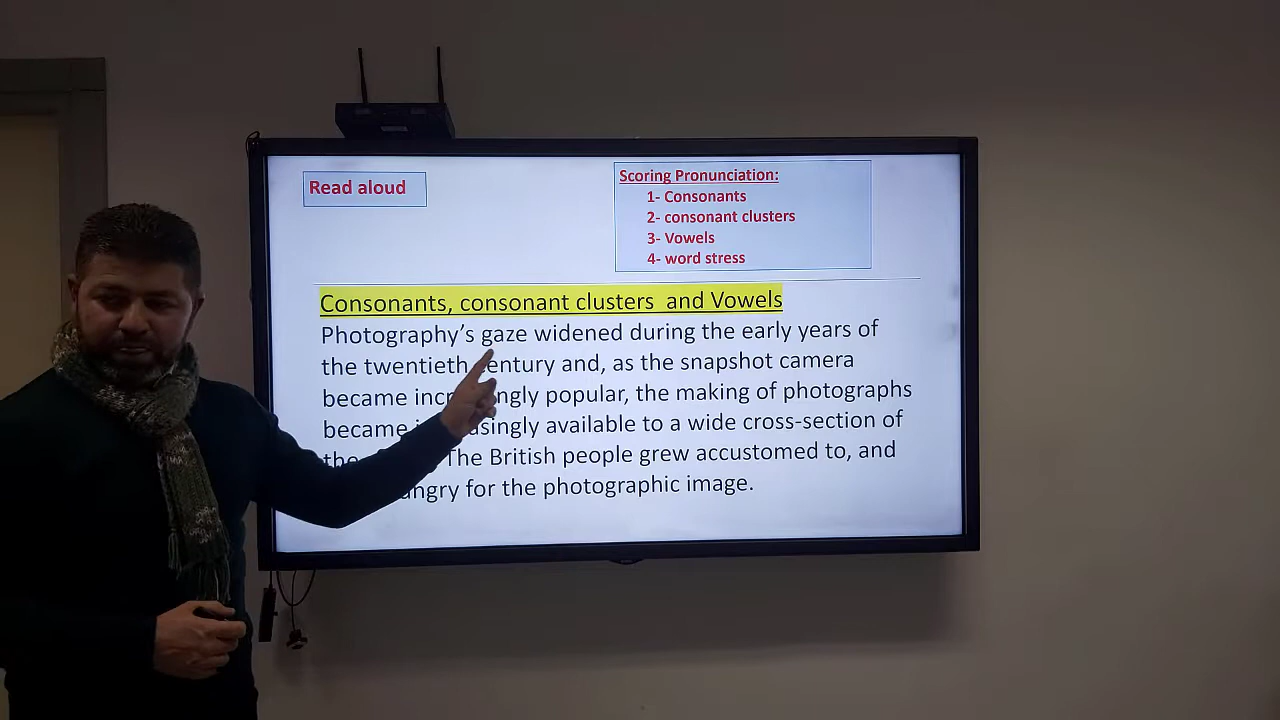 Read aloud
Scoring Pronunciation:
1- Consonants
2- consonant clusters
3- Vowels
4- word stress
Consonants, consonant clusters and Vowels
Photography's gaze widened during the early years of
the twentieth century and, as the snapshot camera
became increasingly popular, the making of photographs
became increasingly available to a wide cross-section of
the The British people grew accustomed to, and
for the photographic image.